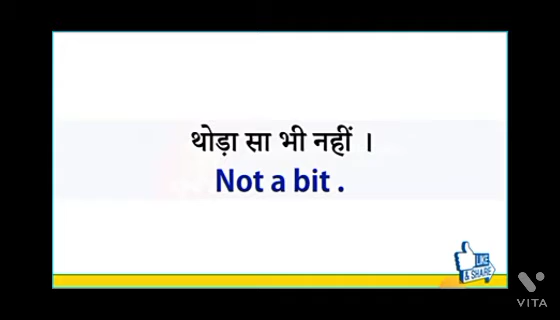 थोड़ा सा भी नहीं ।
Not a bit .
LIKE
& SHARE
VITA